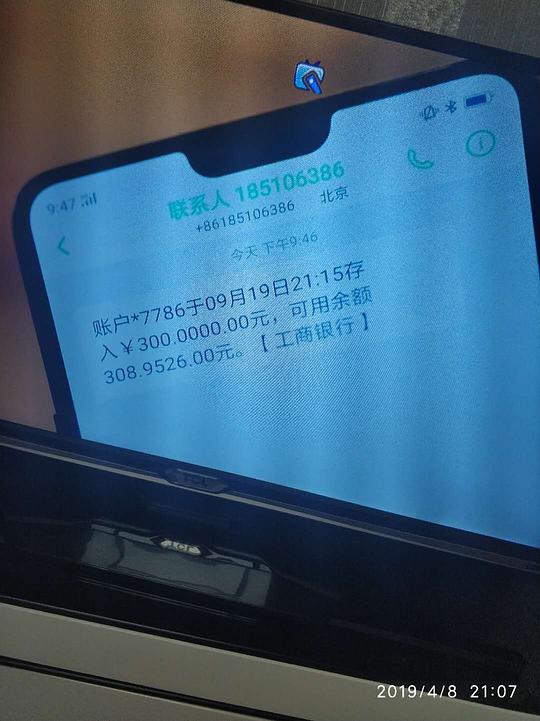 9:47
联系人 185106386
+86185106386 北京
今天 下午9:46
账户*7786于09月19日21:15存
入￥300.0000.00元，可用余额
308.9526.00元。【工商银行】
TCL
TCL
2019/4/8 21:07